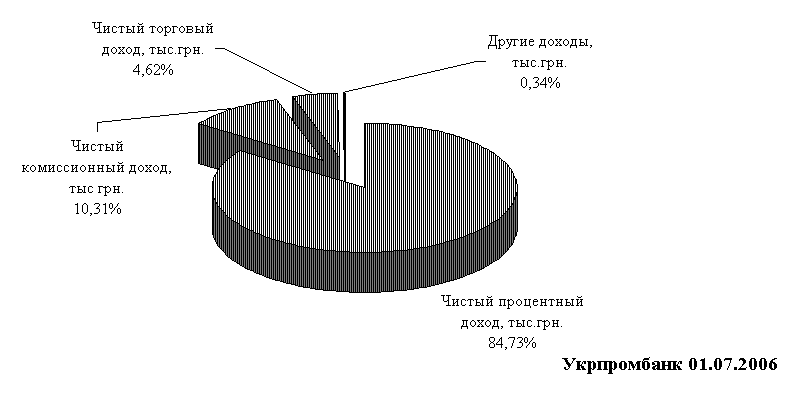 Чистый торговый
доход, тыс.грн.
4,62%
Другие доходы,
тыс.грн.
0,34%
Чистый
комиссионный доход,
тыс грн.
10,31%
Чистый процентный
доход, тыс.грн.
84,73%
Укрпромбанк 01.07.2006